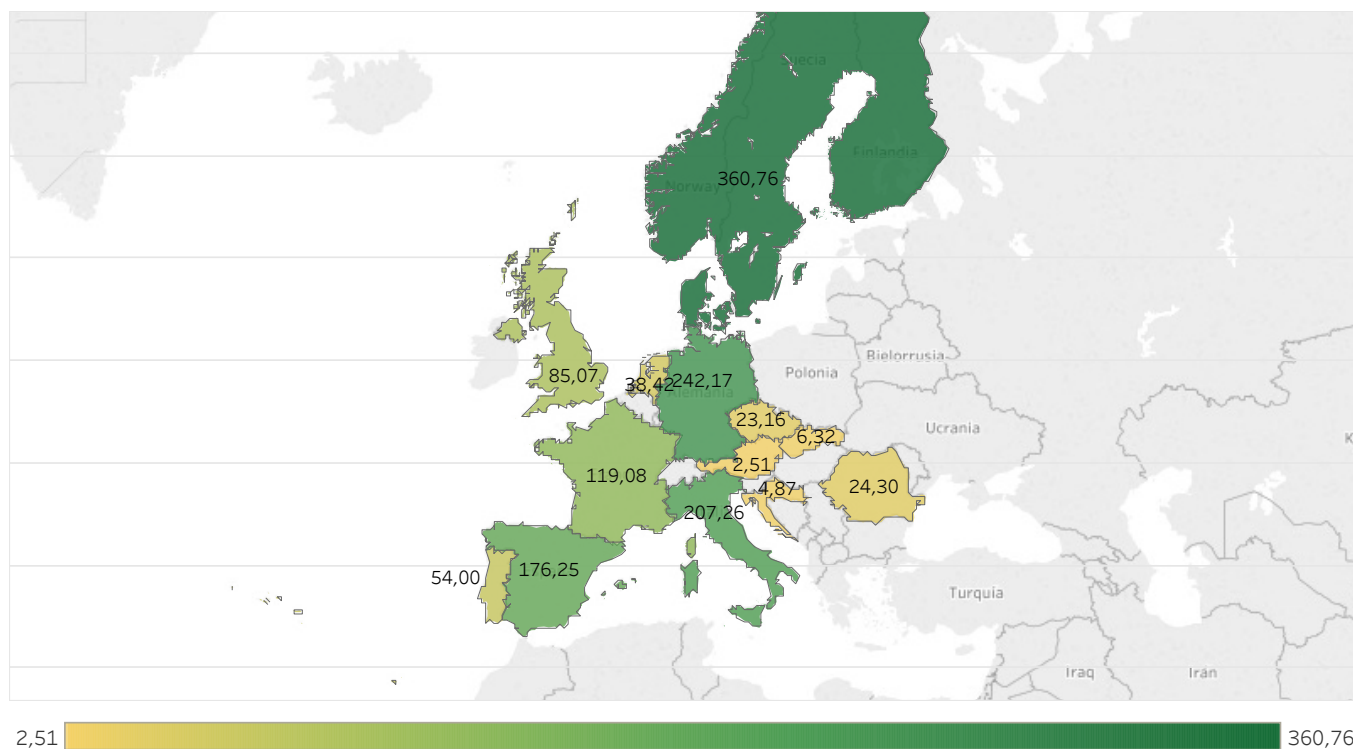 Suecia
Finlandia
Norway
360,76
85,07
38,42
242,17
Alemania
Polonia
Bielorrusia
Ucrania
23,16
6,32
2,51
4,87
119,08
207,26
24,30
54,00
176,25
Turquía
Iraq
Irán
K
2,51
360,76